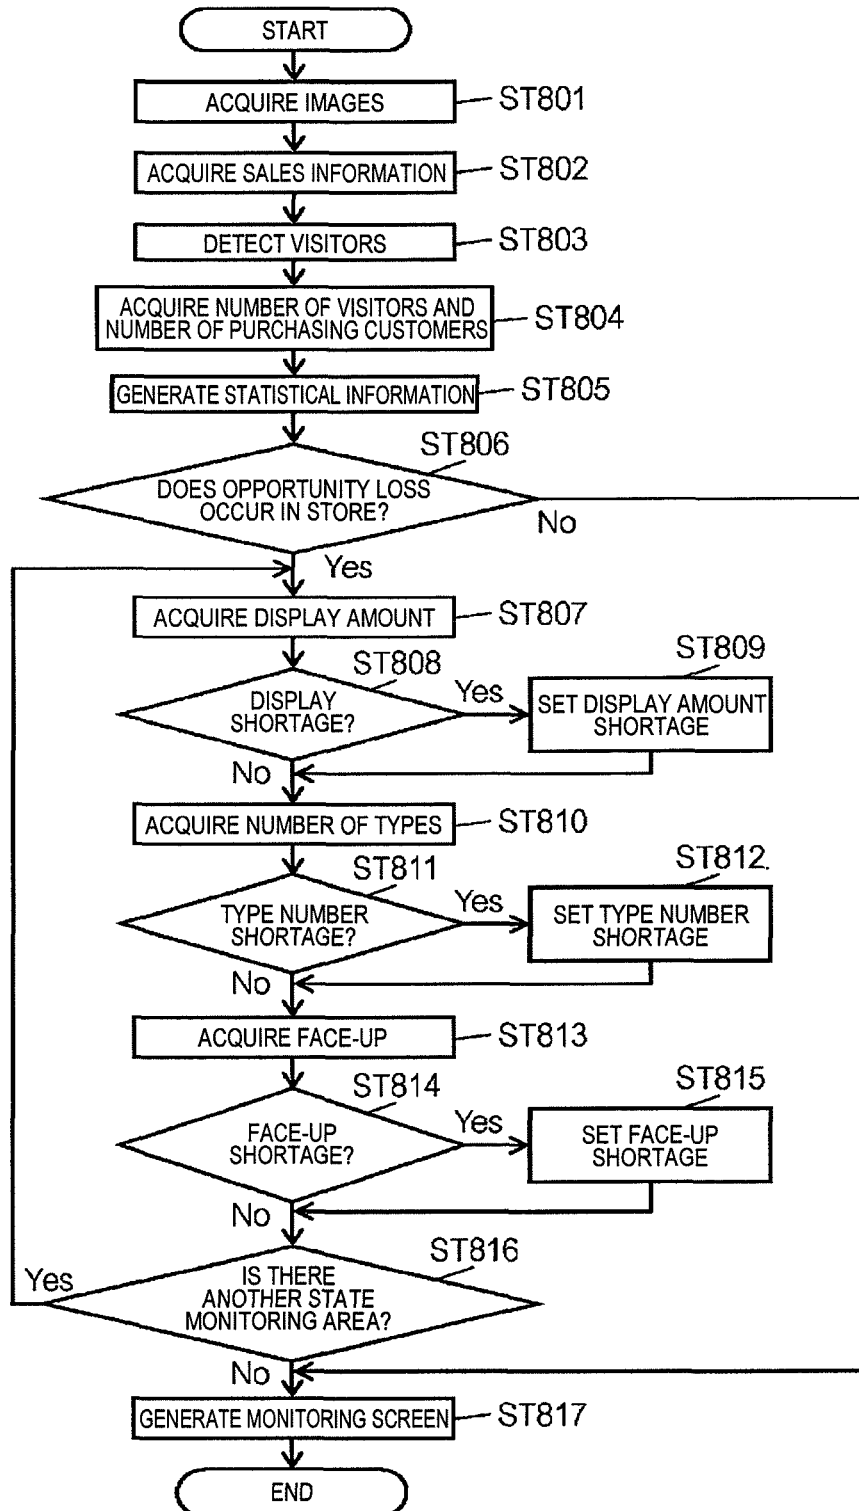 START
ACQUIRE IMAGES
ST801
ACQUIRE SALES INFORMATION
ST802
DETECT VISITORS
ST803
ACQUIRE NUMBER OF VISITORS AND
NUMBER OF PURCHASING CUSTOMERS
ST804
GENERATE STATISTICAL INFORMATION
ST805
ST806
DOES OPPORTUNITY LOSS
OCCUR IN STORE?
No
Yes
ACQUIRE DISPLAY AMOUNT
ST807
ST808
DISPLAY
SHORTAGE?
Yes
ST809
SET DISPLAY AMOUNT
SHORTAGE
No
ACQUIRE NUMBER OF TYPES
ST810
ST811
TYPE NUMBER
SHORTAGE?
Yes
ST812
SET TYPE NUMBER
SHORTAGE
No
ACQUIRE FACE-UP
ST813
ST814
FACE-UP
SHORTAGE?
Yes
ST815
SET FACE-UP
SHORTAGE
No
ST816
Yes
IS THERE
ANOTHER STATE
MONITORING AREA?
No
GENERATE MONITORING SCREEN
ST817
END